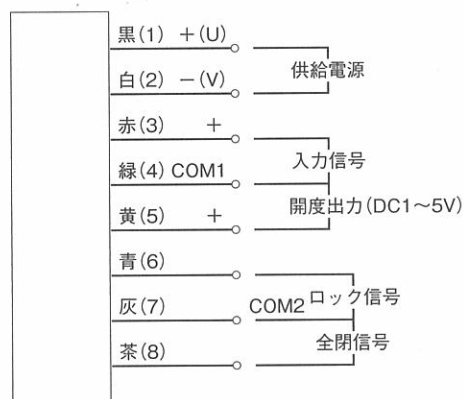 黒(1) +(U)
供給電源
白(2) −(V)
赤(3) +
入力信号
緑(4) COM1
開度出力(DC1～5V)
黄(5) +
青(6)
ロック信号
灰(7) COM2
全閉信号
茶(8)